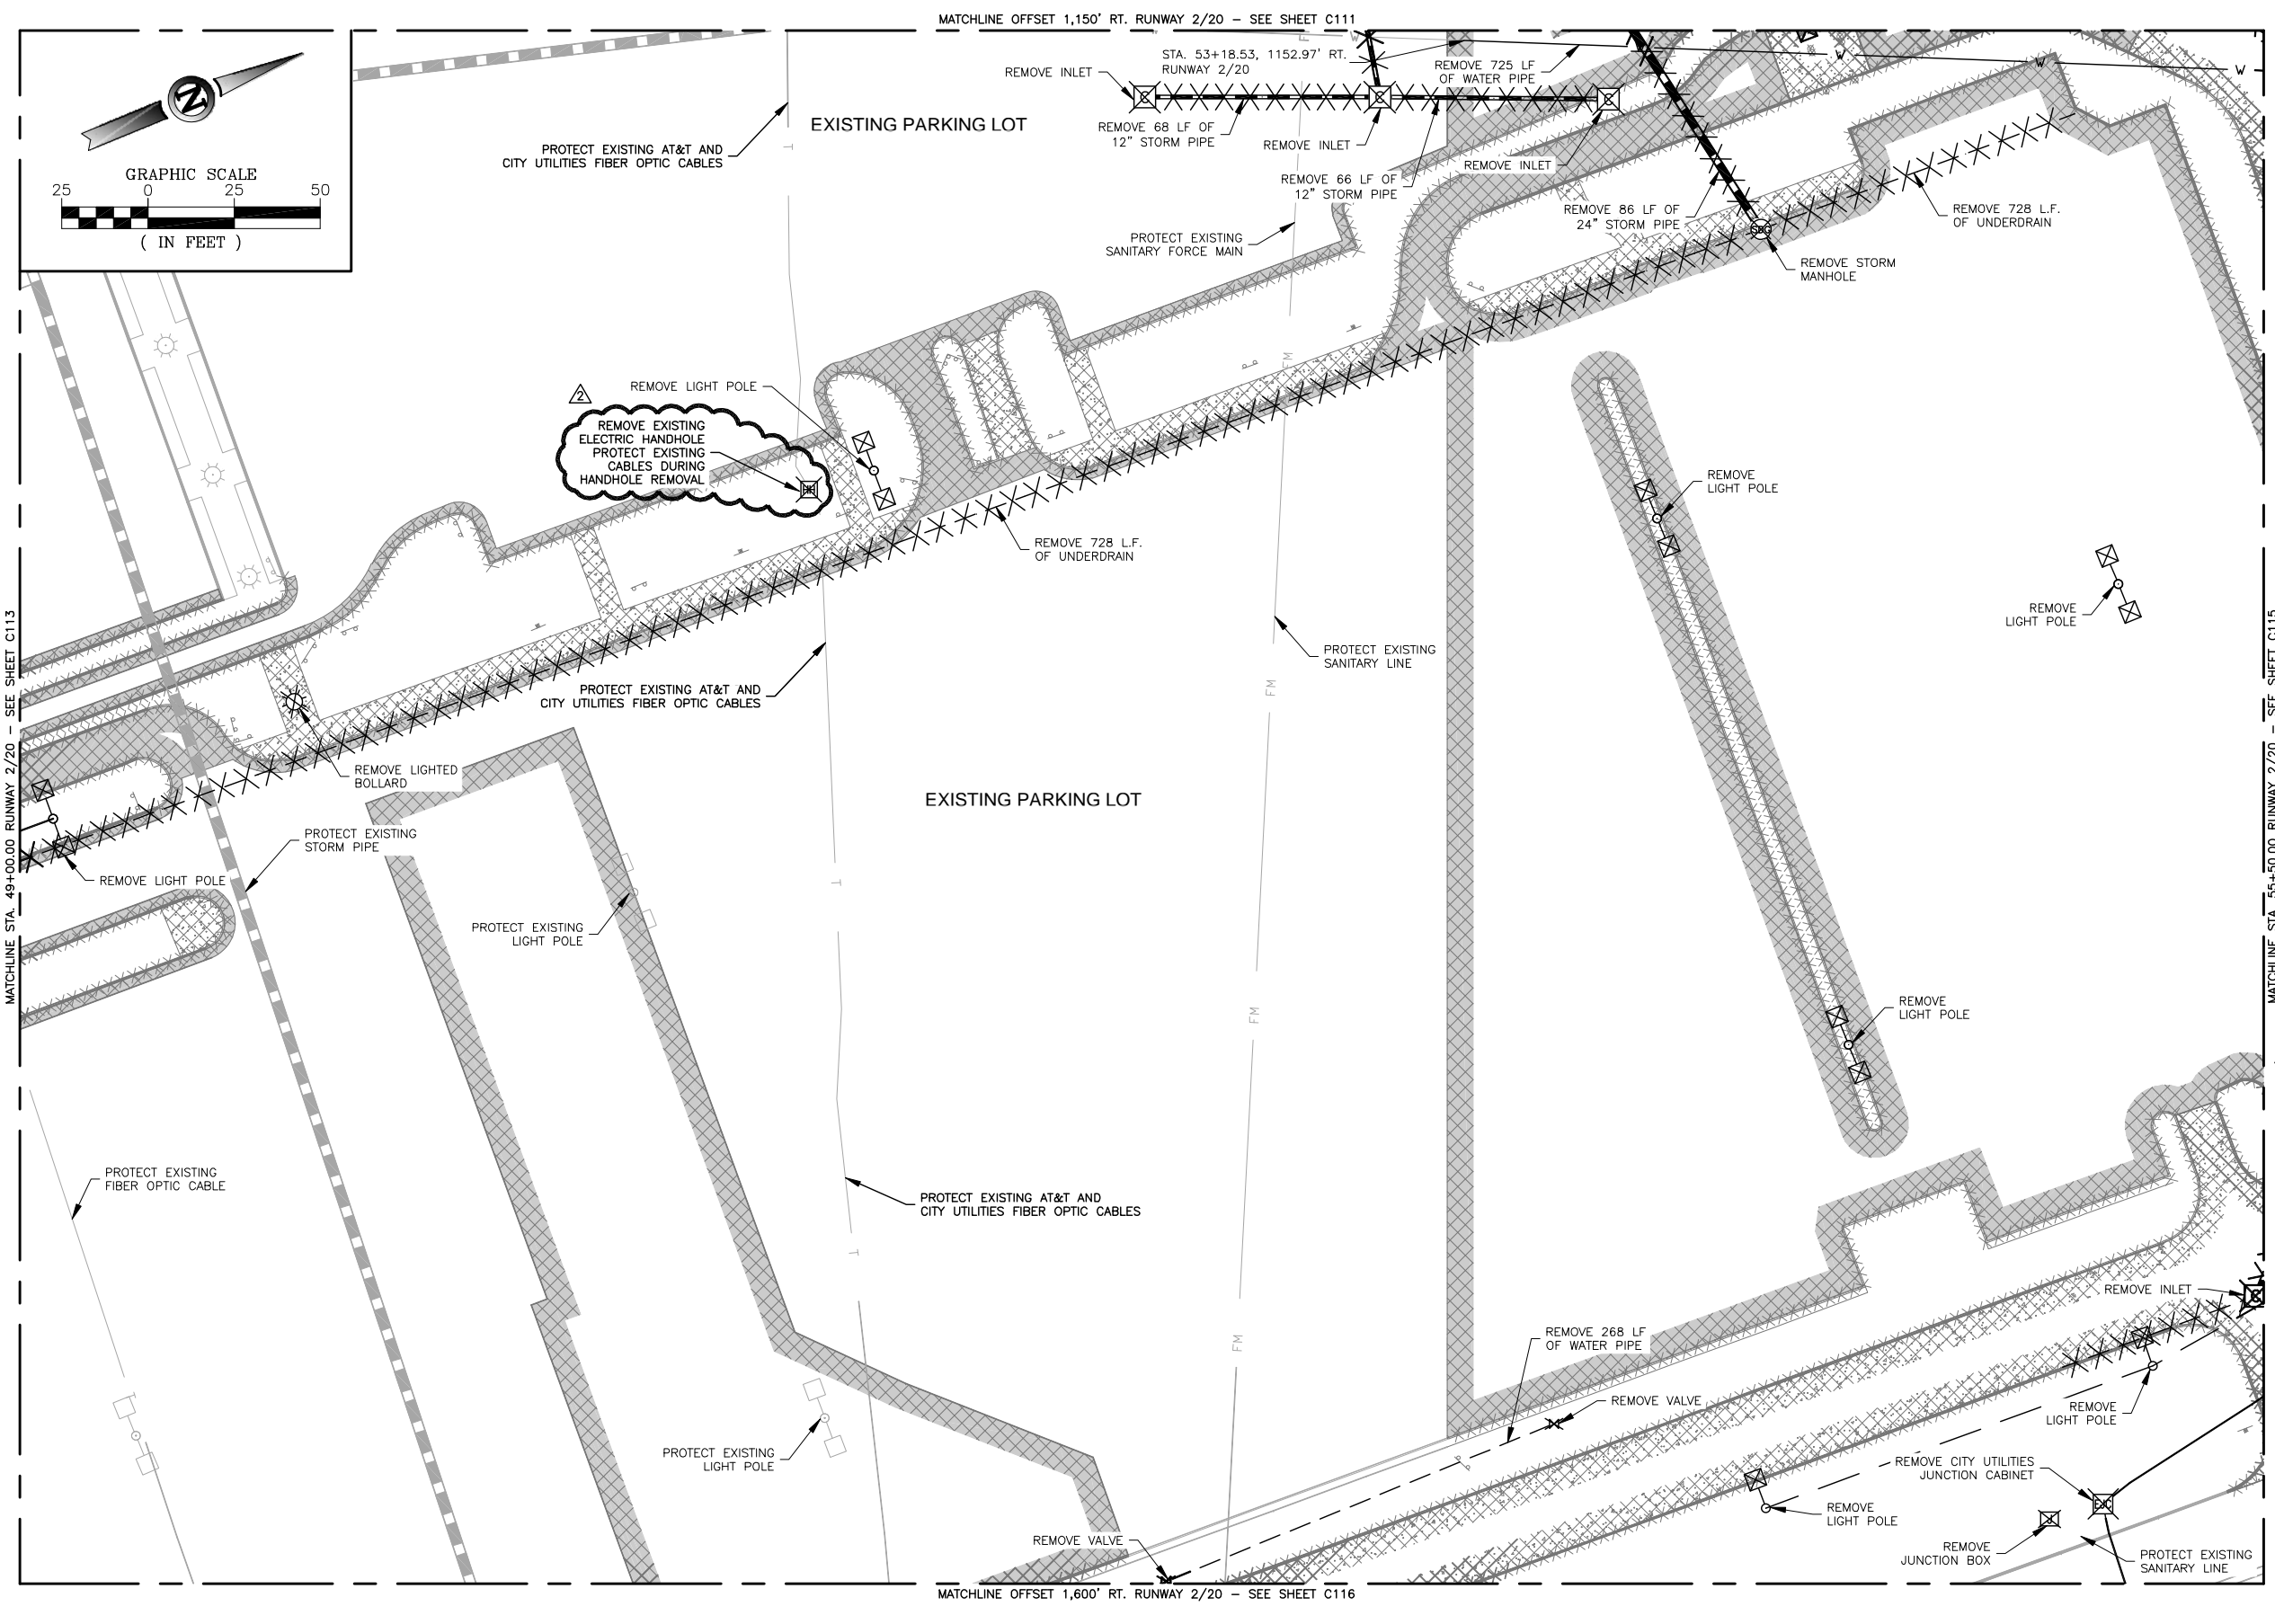 MATCHLINE OFFSET 1,150' RT. RUNWAY 2/20 – SEE SHEET C111
N
GRAPHIC SCALE
25 0 25 50
( IN FEET )
STA. 53+18.53, 1152.97' RT.
RUNWAY 2/20
REMOVE INLET
REMOVE 725 LF
OF WATER PIPE
W
W
W
W
C
C
C
EXISTING PARKING LOT
PROTECT EXISTING AT&T AND
CITY UTILITIES FIBER OPTIC CABLES
REMOVE 68 LF OF
12" STORM PIPE
REMOVE INLET
REMOVE INLET
REMOVE 66 LF OF
12" STORM PIPE
REMOVE 86 LF OF
24" STORM PIPE
REMOVE 728 L.F.
OF UNDERDRAIN
PROTECT EXISTING
SANITARY FORCE MAIN
REMOVE STORM
MANHOLE
FM
2
REMOVE LIGHT POLE
REMOVE EXISTING
ELECTRIC HANDHOLE
PROTECT EXISTING
CABLES DURING
HANDHOLE REMOVAL
HH
REMOVE
LIGHT POLE
REMOVE 728 L.F.
OF UNDERDRAIN
REMOVE
LIGHT POLE
PROTECT EXISTING
SANITARY LINE
FM
PROTECT EXISTING AT&T AND
CITY UTILITIES FIBER OPTIC CABLES
MATCHLINE STA. 49+00.00 RUNWAY 2/20 – SEE SHEET C113
MATCHLINE STA. 55+50.00 RUNWAY 2/20 – SEE SHEET C115
REMOVE LIGHTED
BOLLARD
EXISTING PARKING LOT
PROTECT EXISTING
STORM PIPE
REMOVE LIGHT POLE
PROTECT EXISTING
LIGHT POLE
T
T
T
FM
REMOVE
LIGHT POLE
PROTECT EXISTING
FIBER OPTIC CABLE
PROTECT EXISTING AT&T AND
CITY UTILITIES FIBER OPTIC CABLES
REMOVE INLET
C
FM
REMOVE 268 LF
OF WATER PIPE
REMOVE VALVE
REMOVE
LIGHT POLE
PROTECT EXISTING
LIGHT POLE
REMOVE CITY UTILITIES
JUNCTION CABINET
EJC
REMOVE
LIGHT POLE
J
REMOVE VALVE
REMOVE
JUNCTION BOX
PROTECT EXISTING
SANITARY LINE
MATCHLINE OFFSET 1,600' RT. RUNWAY 2/20 – SEE SHEET C116